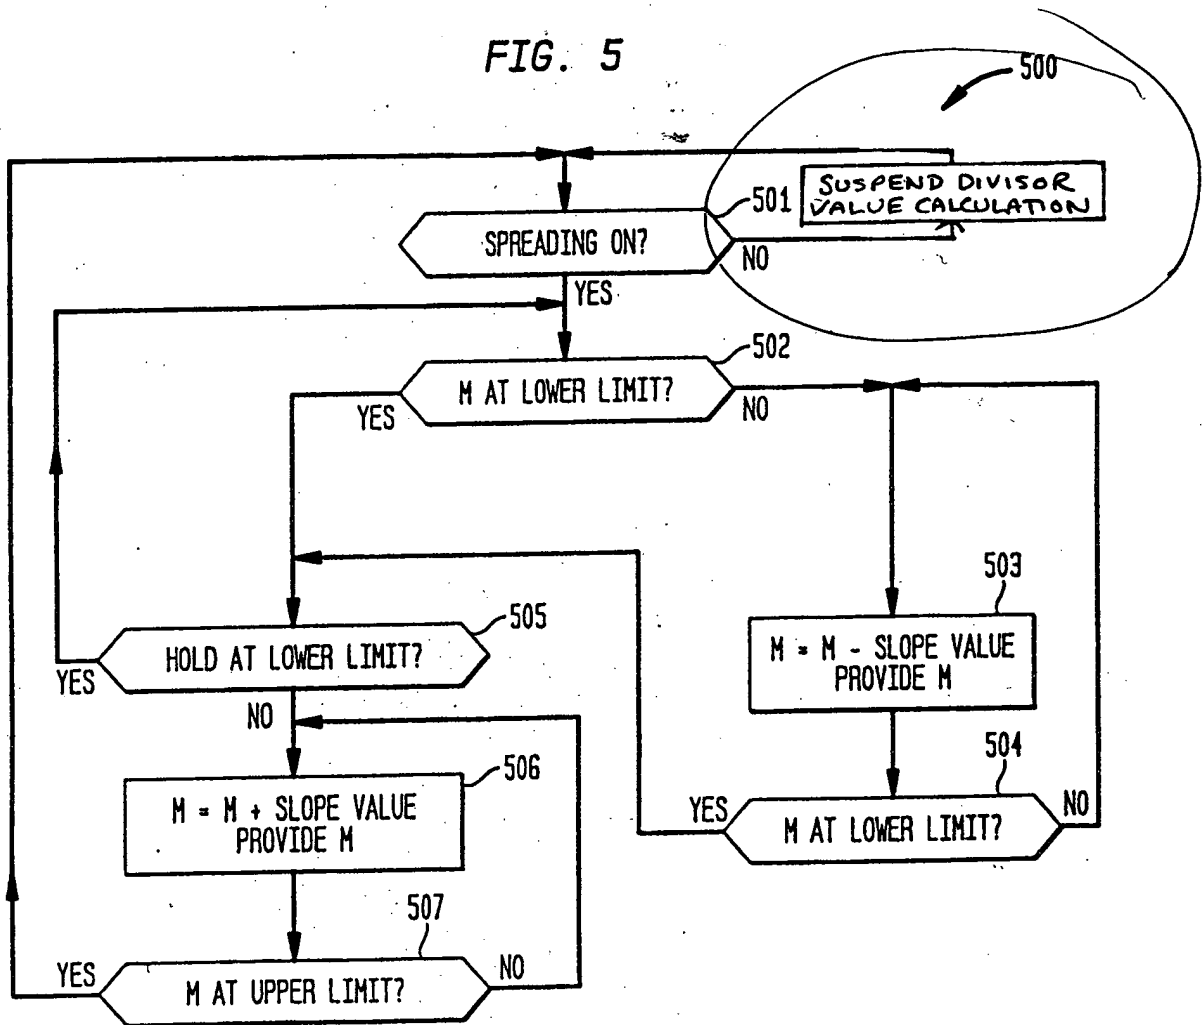 FIG. 5
500
SUSPEND DIVISOR
VALUE CALCULATION
501
SPREADING ON?
NO
YES
502
M AT LOWER LIMIT?
YES
NO
503
M = M - SLOPE VALUE
PROVIDE M
504
M AT LOWER LIMIT?
YES
NO
505
HOLD AT LOWER LIMIT?
YES
NO
506
M = M + SLOPE VALUE
PROVIDE M
507
M AT UPPER LIMIT?
YES
NO